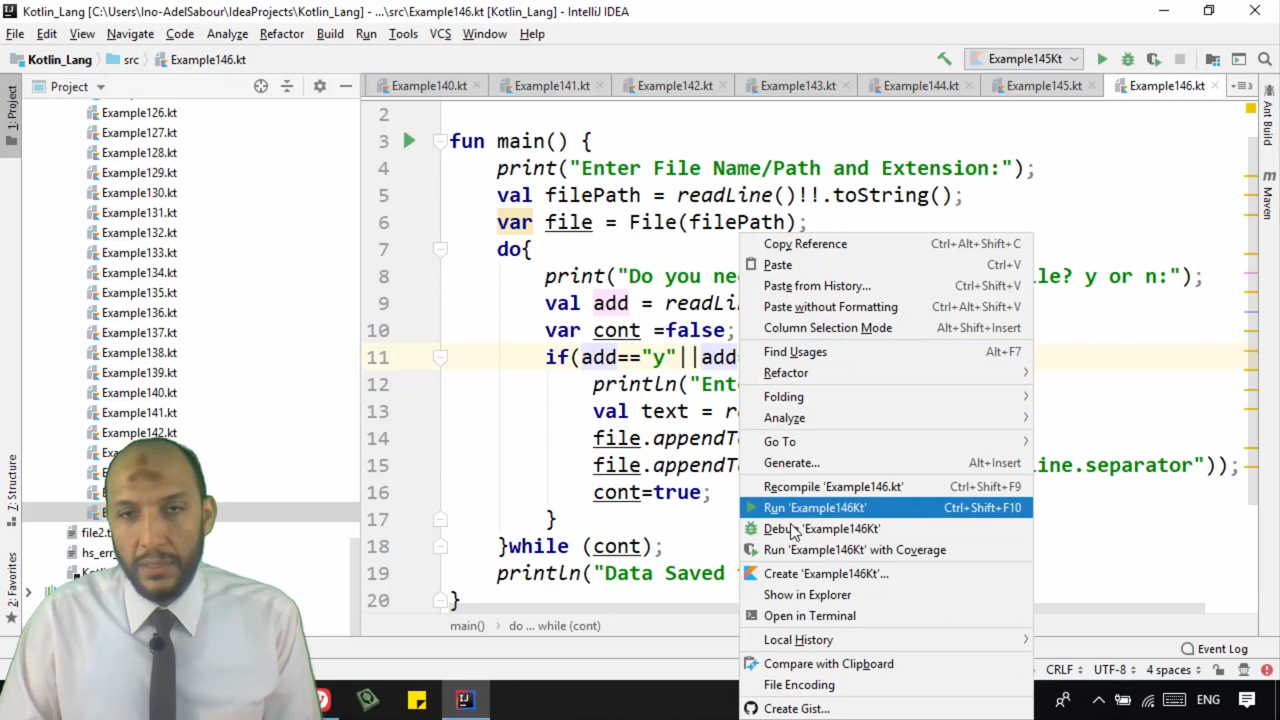 Kotlin_Lang [C:\Users\Ino-AdelSabour\IdeaProjects\Kotlin_Lang] - ...\src\Example146.kt [Kotlin_Lang] - IntelliJ IDEA
File Edit View Navigate Code Analyze Refactor Build Run Tools VCS Window Help
Kotlin_Lang src Example146.kt Example145Kt
Project Example140.kt Example141.kt Example142.kt Example143.kt Example144.kt Example145.kt Example146.kt
1: Project
7: Structure
2: Favorites
Ant Build
Maven
Example126.kt
Example127.kt
Example128.kt
Example129.kt
Example130.kt
Example131.kt
Example132.kt
Example133.kt
Example134.kt
Example135.kt
Example136.kt
Example137.kt
Example138.kt
Example139.kt
Example140.kt
Example141.kt
Example142.kt
file2.t
hs_err
2
3 fun main() {
4 print("Enter File Name/Path and Extension:");
5 val filePath = readLine()!!.toString();
6 var file = File(filePath);
7 do{
8 print("Do you ne le? y or n:");
9 val add = readLi
10 var cont =false;
11 if(add=="y"||add
12 println("Ent
13 val text = re
14 file.appendT
15 file.appendT line.separator"));
16 cont=true;
17 }
18 }while (cont);
19 println("Data Saved
20 }
main() do ... while (cont)
Copy Reference Ctrl+Alt+Shift+C
Paste Ctrl+V
Paste from History... Ctrl+Shift+V
Paste without Formatting Ctrl+Alt+Shift+V
Column Selection Mode Alt+Shift+Insert
Find Usages Alt+F7
Refactor
Folding
Analyze
Go To
Generate... Alt+Insert
Recompile 'Example146.kt' Ctrl+Shift+F9
Run 'Example146Kt' Ctrl+Shift+F10
Debug 'Example146Kt'
Run 'Example146Kt' with Coverage
Create 'Example146Kt'...
Show in Explorer
Open in Terminal
Local History
Compare with Clipboard
File Encoding
Create Gist...
Event Log
CRLF UTF-8 4 spaces
ENG